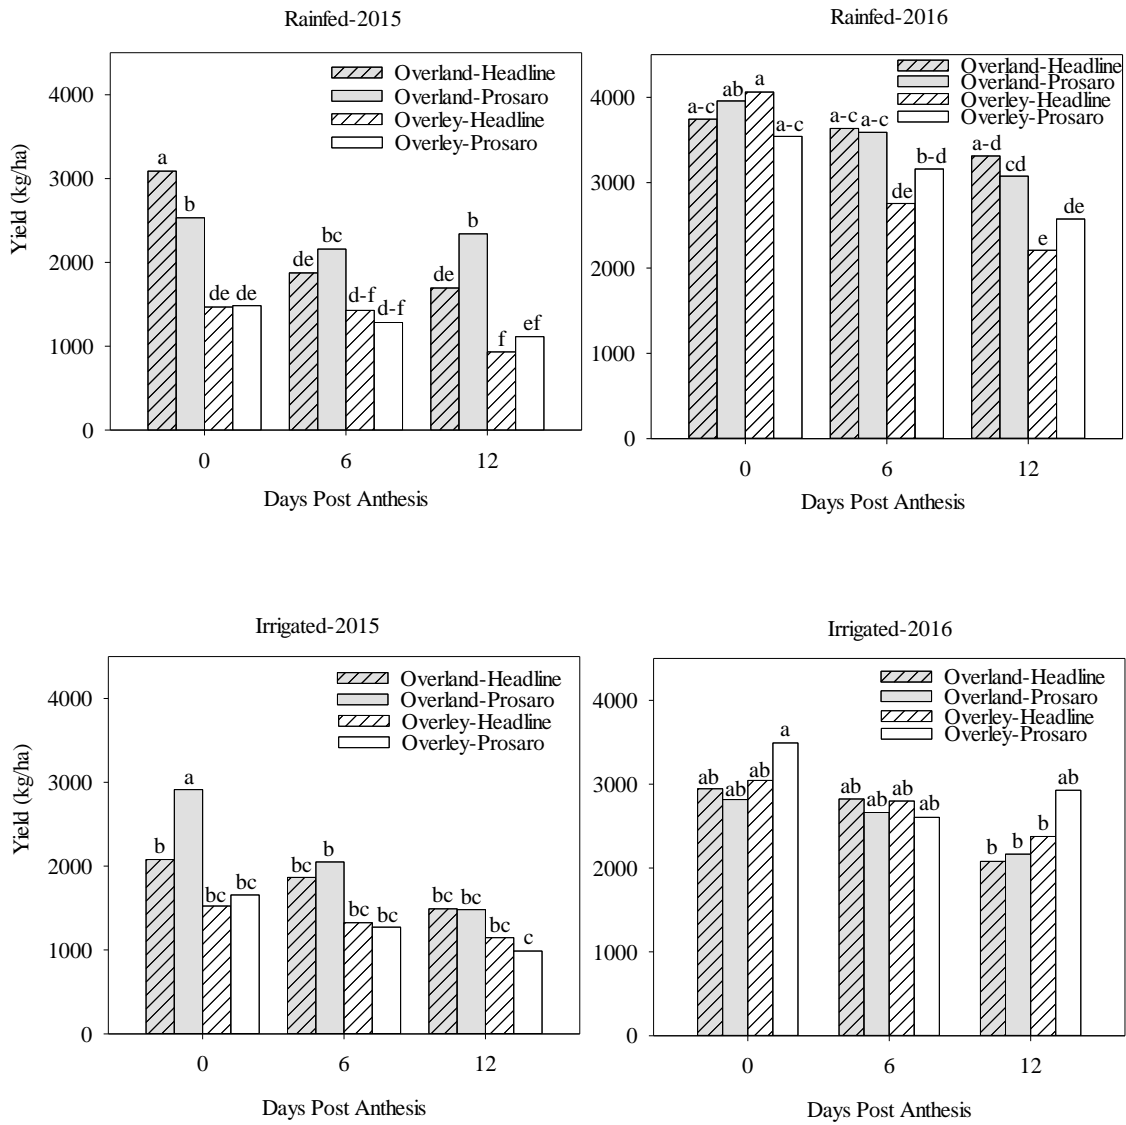 Rainfed-2015
Overland-Headline
Overland-Prosaro
Overley-Headline
Overley-Prosaro
Yield (kg/ha)
4000
3000
2000
1000
0
a
b
de
de
de
bc
d-f
d-f
de
b
f
ef
0
6
12
Days Post Anthesis
Rainfed-2016
Overland-Headline
Overland-Prosaro
Overley-Headline
Overley-Prosaro
4000
3000
2000
1000
0
a-c
ab
a
a-c
a-c
a-c
de
b-d
a-d
cd
e
de
0
6
12
Days Post Anthesis
Irrigated-2015
Overland-Headline
Overland-Prosaro
Overley-Headline
Overley-Prosaro
Yield (kg/ha)
4000
3000
2000
1000
0
b
a
bc
bc
bc
b
bc
bc
bc
bc
bc
c
0
6
12
Days Post Anthesis
Irrigated-2016
Overland-Headline
Overland-Prosaro
Overley-Headline
Overley-Prosaro
4000
3000
2000
1000
0
ab
ab
ab
a
ab
ab
ab
ab
b
b
b
ab
0
6
12
Days Post Anthesis